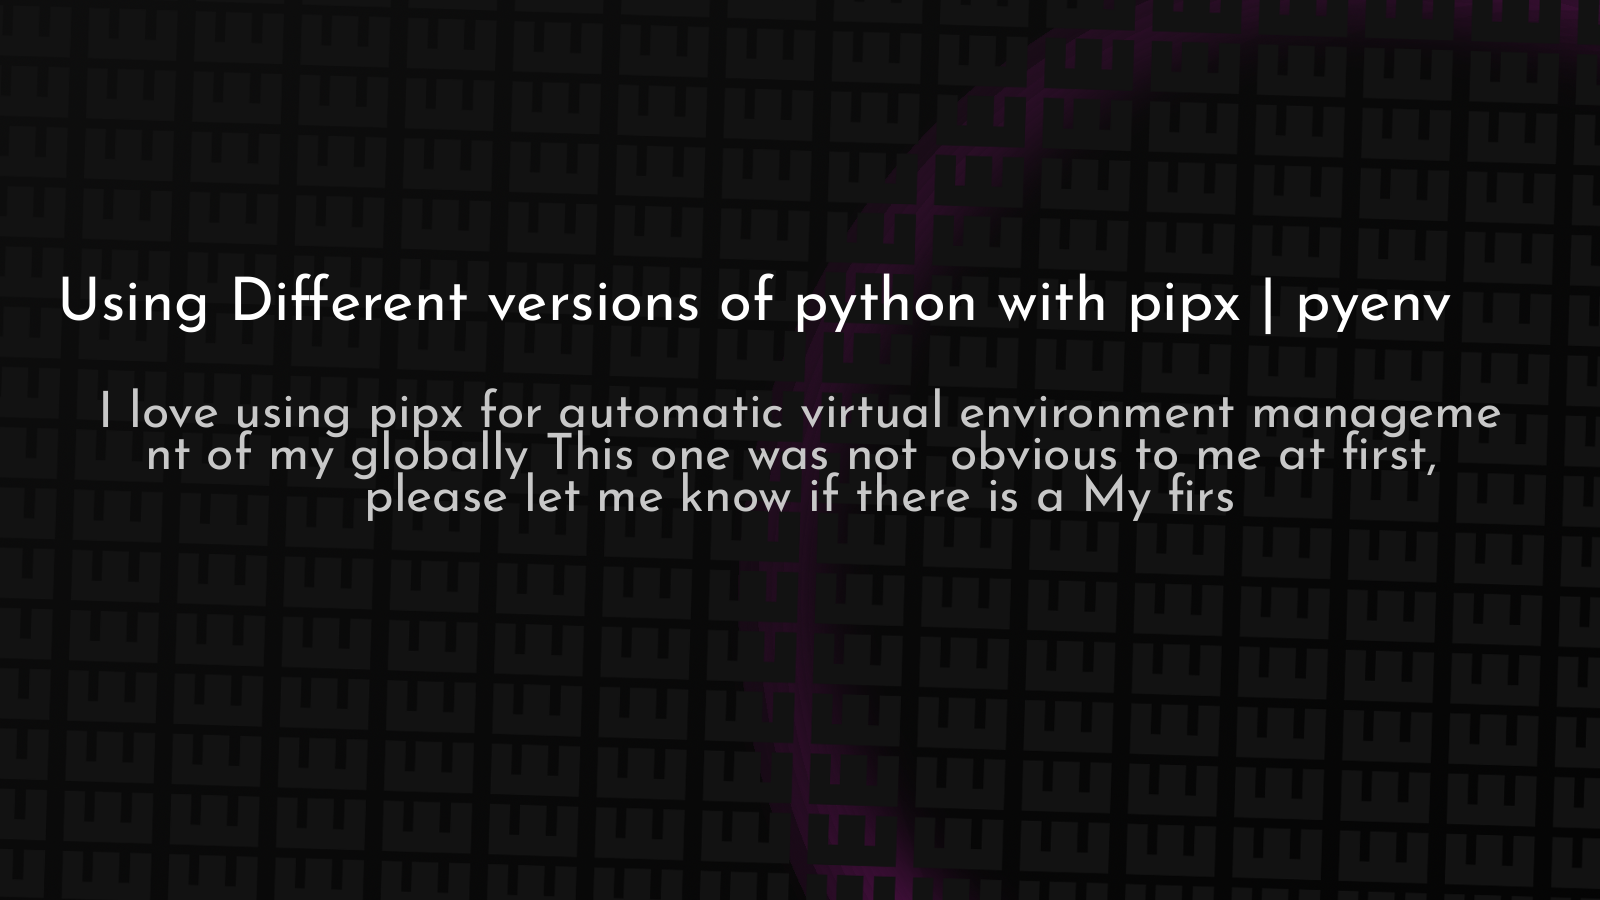 Using Different versions of python with pipx | pyenv
I love using pipx for automatic virtual environment manageme
nt of my globally This one was not  obvious to me at first,
please let me know if there is a My firs